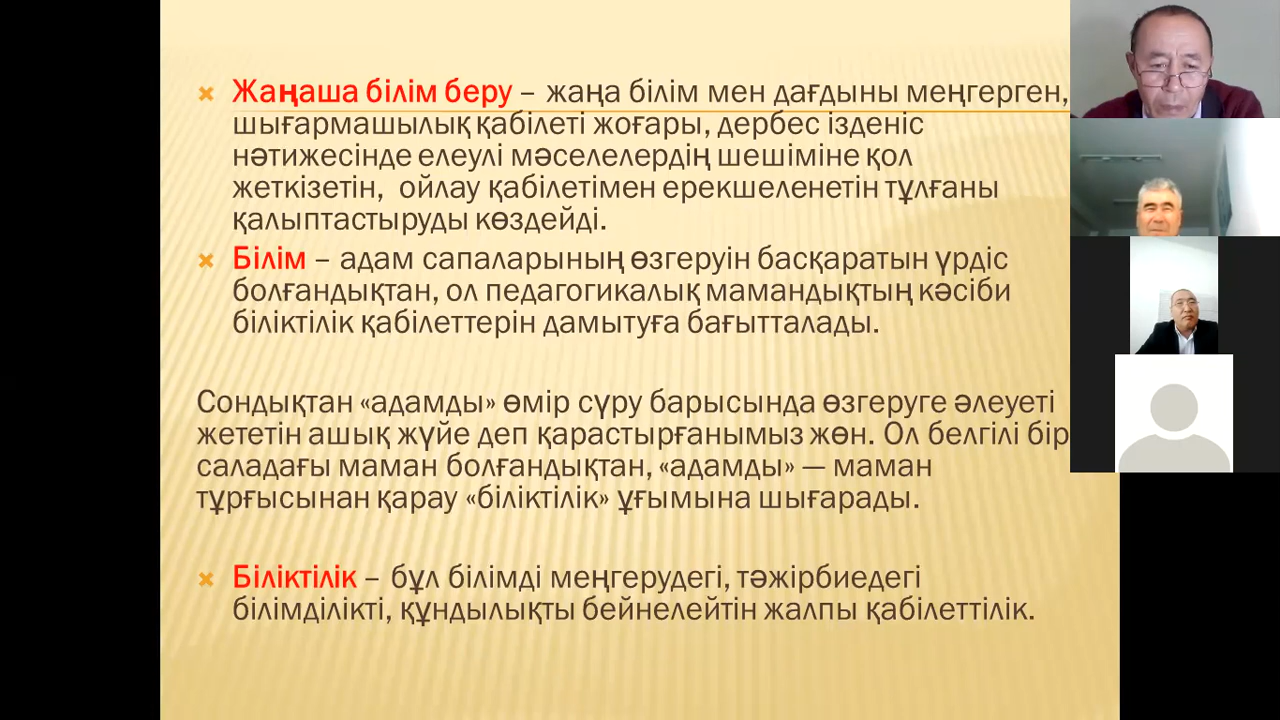 Жаңаша білім беру – жаңа білім мен дағдыны меңгерген,
шығармашылық қабілеті жоғары, дербес ізденіс
нәтижесінде елеулі мәселелердің шешіміне қол
жеткізетін, ойлау қабілетімен ерекшеленетін тұлғаны
қалыптастыруды көздейді.
Білім – адам сапаларының өзгеруін басқаратын үрдіс
болғандықтан, ол педагогикалық мамандықтың кәсіби
біліктілік қабілеттерін дамытуға бағытталады.
Сондықтан «адамды» өмір сүру барысында өзгеруге әлеуеті
жететін ашық жүйе деп қарастырғанымыз жөн. Ол белгілі бір
саладағы маман болғандықтан, «адамды» — маман
тұрғысынан қарау «біліктілік» ұғымына шығарады.
Біліктілік – бұл білімді меңгерудегі, тәжірбиедегі
білімділікті, құндылықты бейнелейтін жалпы қабілеттілік.